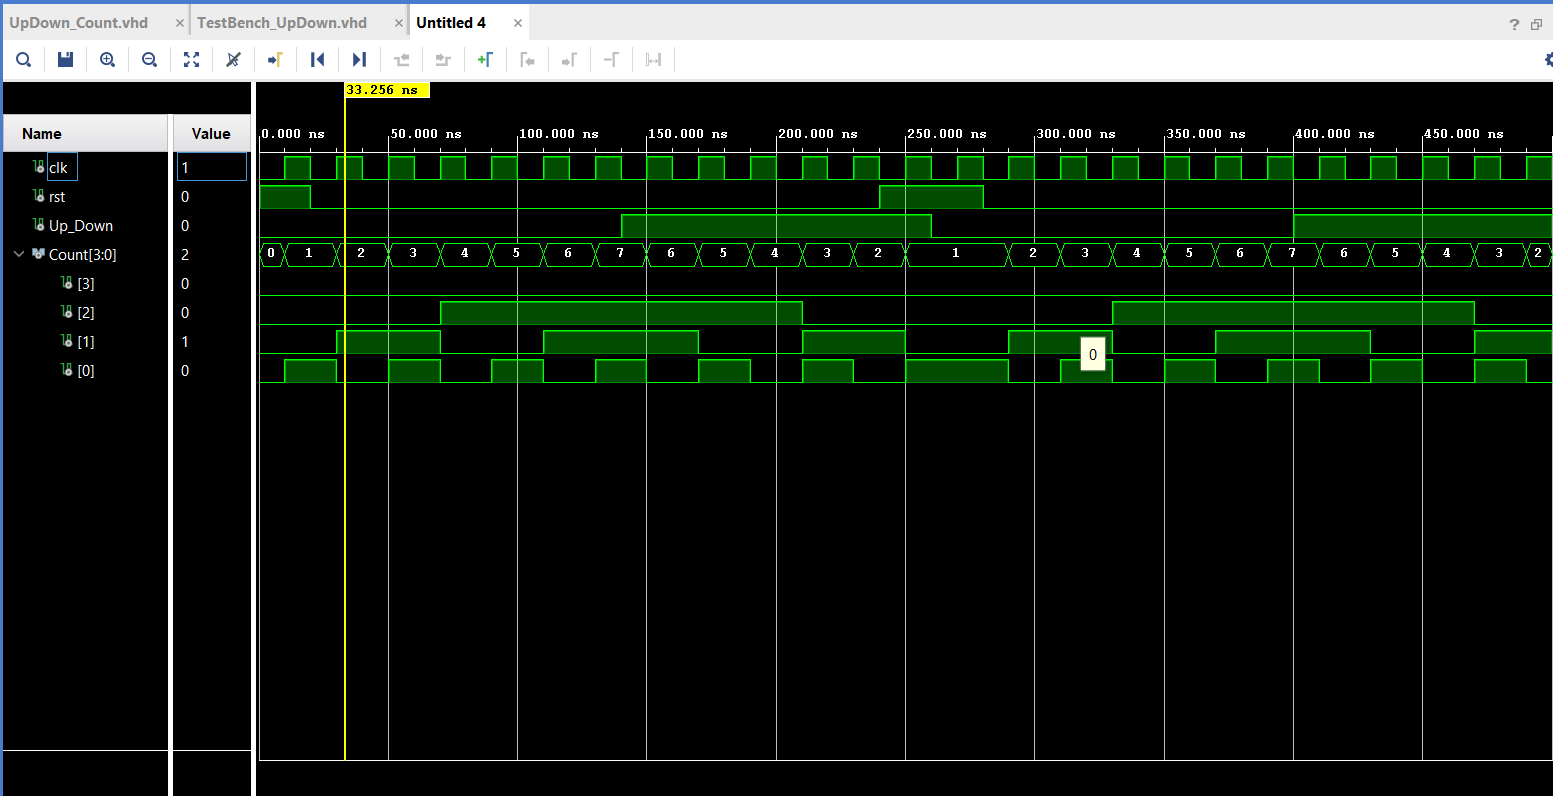 UpDown_Count.vhd × TestBench_UpDown.vhd × Untitled 4 × ?
33.256 ns
Name Value 0.000 ns 50.000 ns 100.000 ns 150.000 ns 200.000 ns 250.000 ns 300.000 ns 350.000 ns 400.000 ns 450.000 ns
clk 1
rst 0
Up_Down 0
Count[3:0] 2 0 1 2 3 4 5 6 7 6 5 4 3 2 1 2 3 4 5 6 7 6 5 4 3 2
[3] 0
[2] 0
[1] 1
0
[0] 0